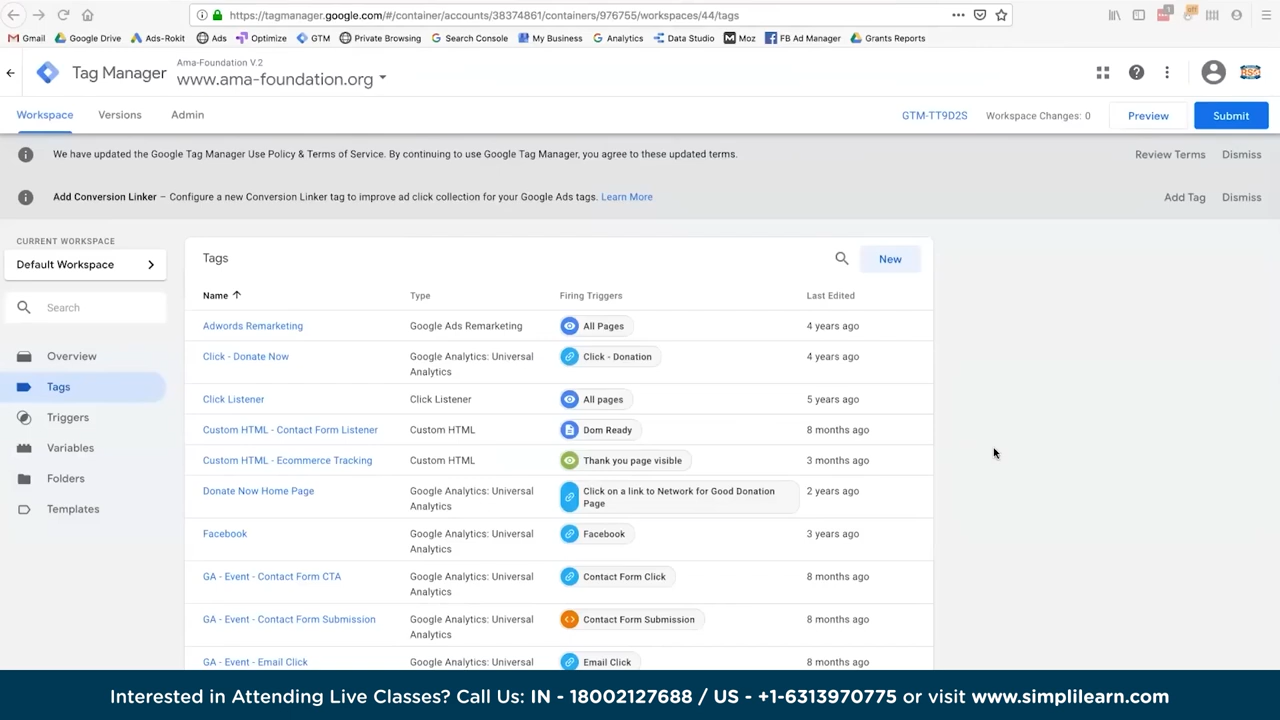 https://tagmanager.google.com/#/container/accounts/38374861/containers/976755/workspaces/44/tags
Gmail Google Drive Ads-Rokit Ads Optimize GTM Private Browsing Search Console My Business Analytics Data Studio Moz FB Ad Manager Grants Reports
Ama-Foundation V.2
Tag Manager www.ama-foundation.org
Workspace Versions Admin GTM-TT9D2S Workspace Changes: 0 Preview Submit
We have updated the Google Tag Manager Use Policy & Terms of Service. By continuing to use Google Tag Manager, you agree to these updated terms. Review Terms Dismiss
Add Conversion Linker – Configure a new Conversion Linker tag to improve ad click collection for your Google Ads tags. Learn More Add Tag Dismiss
CURRENT WORKSPACE
Default Workspace
Search
Overview
Tags
Triggers
Variables
Folders
Templates
Tags New
Name Type Firing Triggers Last Edited
Adwords Remarketing Google Ads Remarketing All Pages 4 years ago
Click - Donate Now Google Analytics: Universal Click - Donation 4 years ago
Analytics
Click Listener Click Listener All pages 5 years ago
Custom HTML - Contact Form Listener Custom HTML Dom Ready 8 months ago
Custom HTML - Ecommerce Tracking Custom HTML Thank you page visible 3 months ago
Donate Now Home Page Google Analytics: Universal Click on a link to Network for Good Donation 2 years ago
Analytics Page
Facebook Google Analytics: Universal Facebook 3 years ago
Analytics
GA - Event - Contact Form CTA Google Analytics: Universal Contact Form Click 8 months ago
Analytics
GA - Event - Contact Form Submission Google Analytics: Universal Contact Form Submission 8 months ago
Analytics
GA - Event - Email Click Google Analytics: Universal Email Click 8 months ago
Interested in Attending Live Classes? Call Us: IN - 18002127688 / US - +1-6313970775 or visit www.simplilearn.com